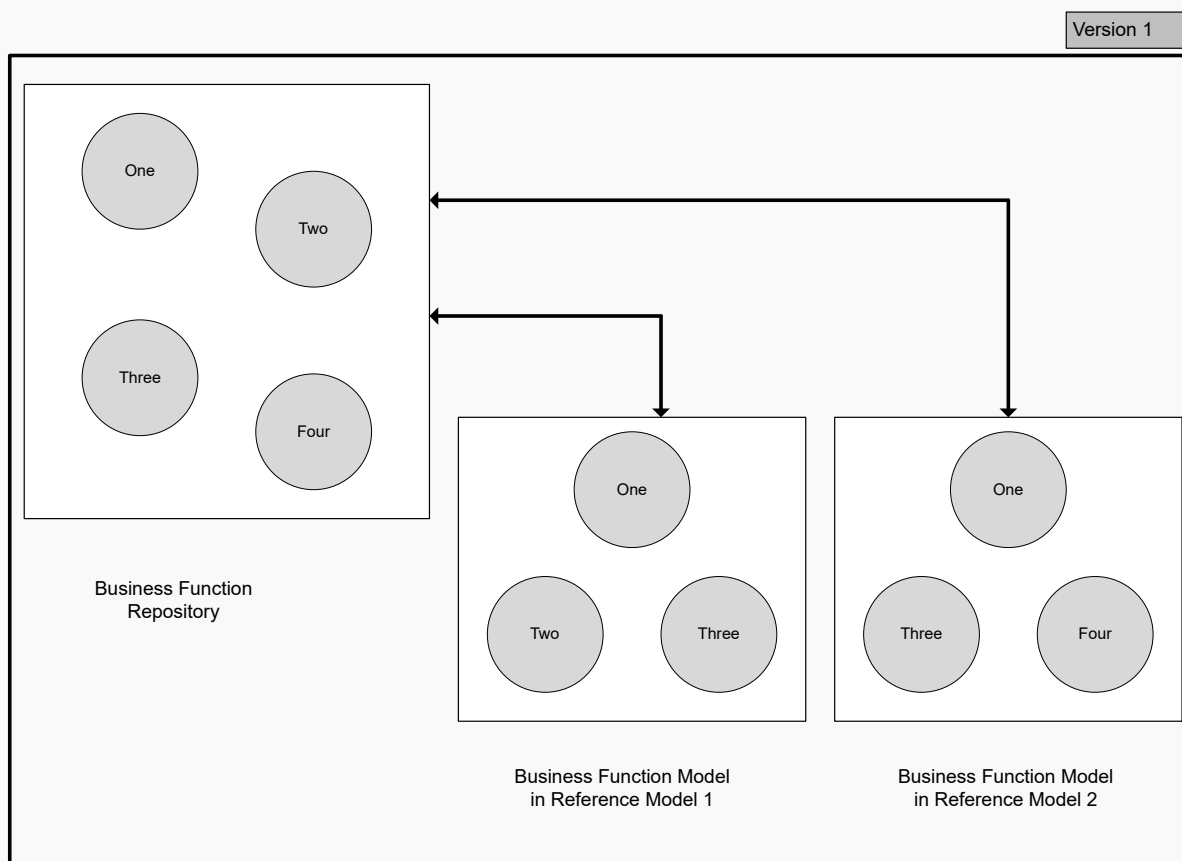 Version 1
One
Two
Three
Four
Business Function
Repository
One
Two
Three
Business Function Model
in Reference Model 1
One
Three
Four
Business Function Model
in Reference Model 2